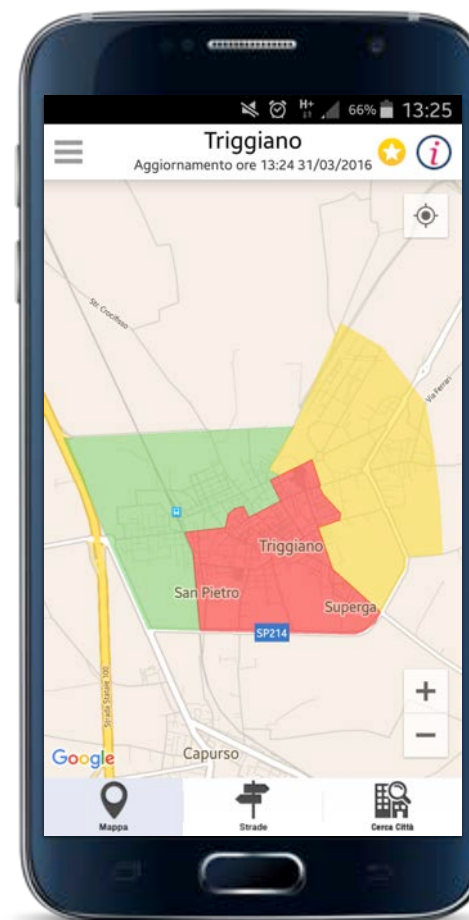 H+ 66% 13:25
Triggiano
Aggiornamento ore 13:24 31/03/2016
i
Str. Crocifisso
Via Ferrari
Triggiano
San Pietro
Superga
SP214
Strada Statale 100
+
−
Google
Capurso
Mappa
Strade
Cerca Città